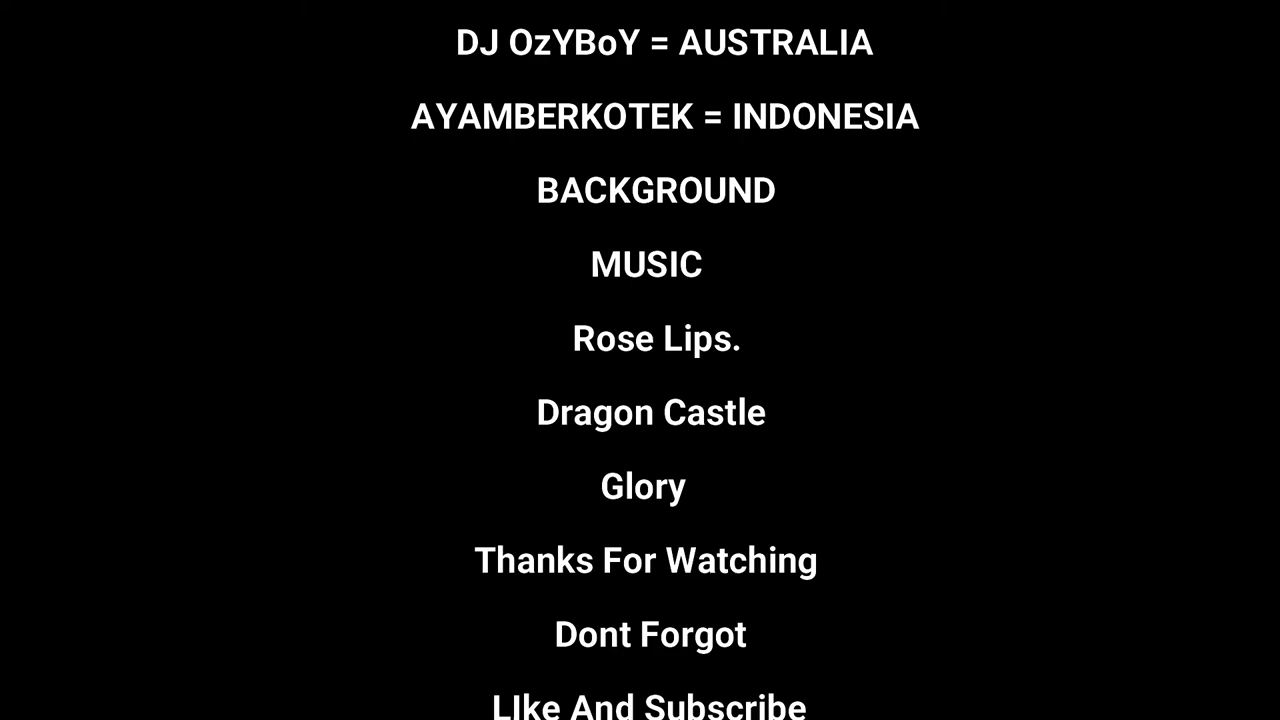 DJ OzYBoY = AUSTRALIA
AYAMBERKOTEK = INDONESIA
BACKGROUND
MUSIC
Rose Lips.
Dragon Castle
Glory
Thanks For Watching
Dont Forgot
LIke And Subscribe